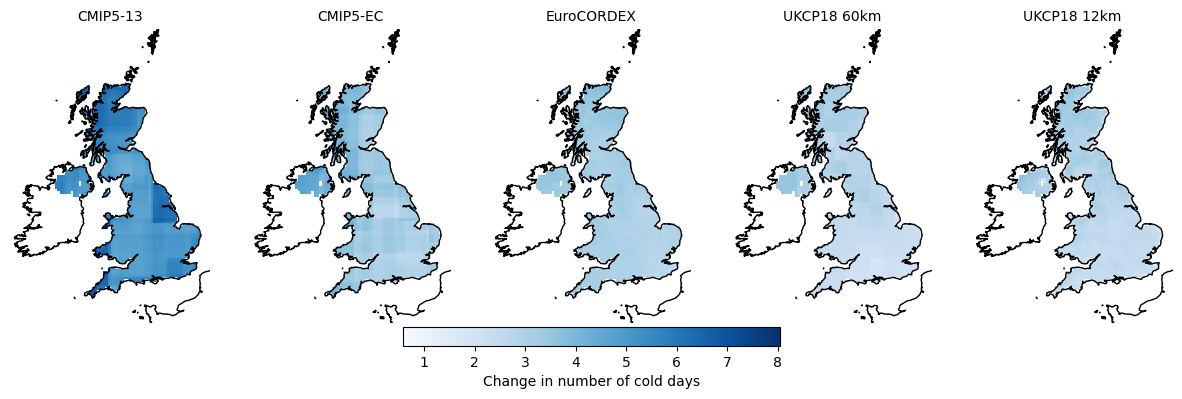 CMIP5-13
CMIP5-EC
EuroCORDEX
UKCP18 60km
UKCP18 12km
1 2 3 4 5 6 7 8
Change in number of cold days